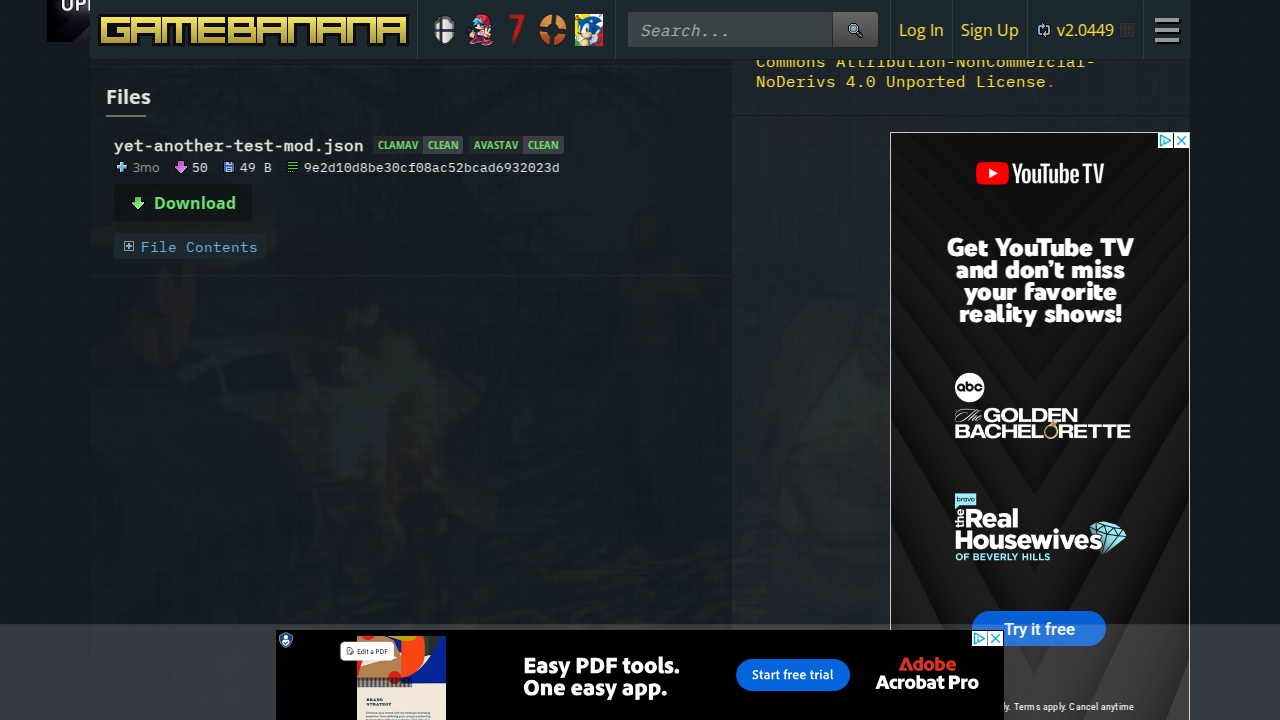 GAMEBANANA
Search...
Log In
Sign Up
v2.0449
Commons Attribution-NonCommercial-
NoDerivs 4.0 Unported License.
Files
yet-another-test-mod.json CLAMAV CLEAN AVASTAV CLEAN
3mo 50 49 B 9e2d10d8be30cf08ac52bcad6932023d
Download
File Contents
YouTube TV
Get YouTube TV
and don't miss
your favorite
reality shows!
abc
The GOLDEN
BACHELORETTE
bravo
the Real
Housewives
OF BEVERLY HILLS
Try it free
Terms apply. Cancel anytime
Edit a PDF
BRAND
STRATEGY
Easy PDF tools.
One easy app.
Start free trial
Adobe
Acrobat Pro